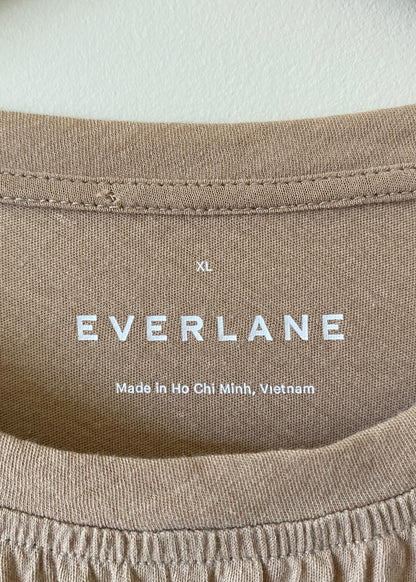 XL
EVERLANE
Made in Ho Chi Minh, Vietnam